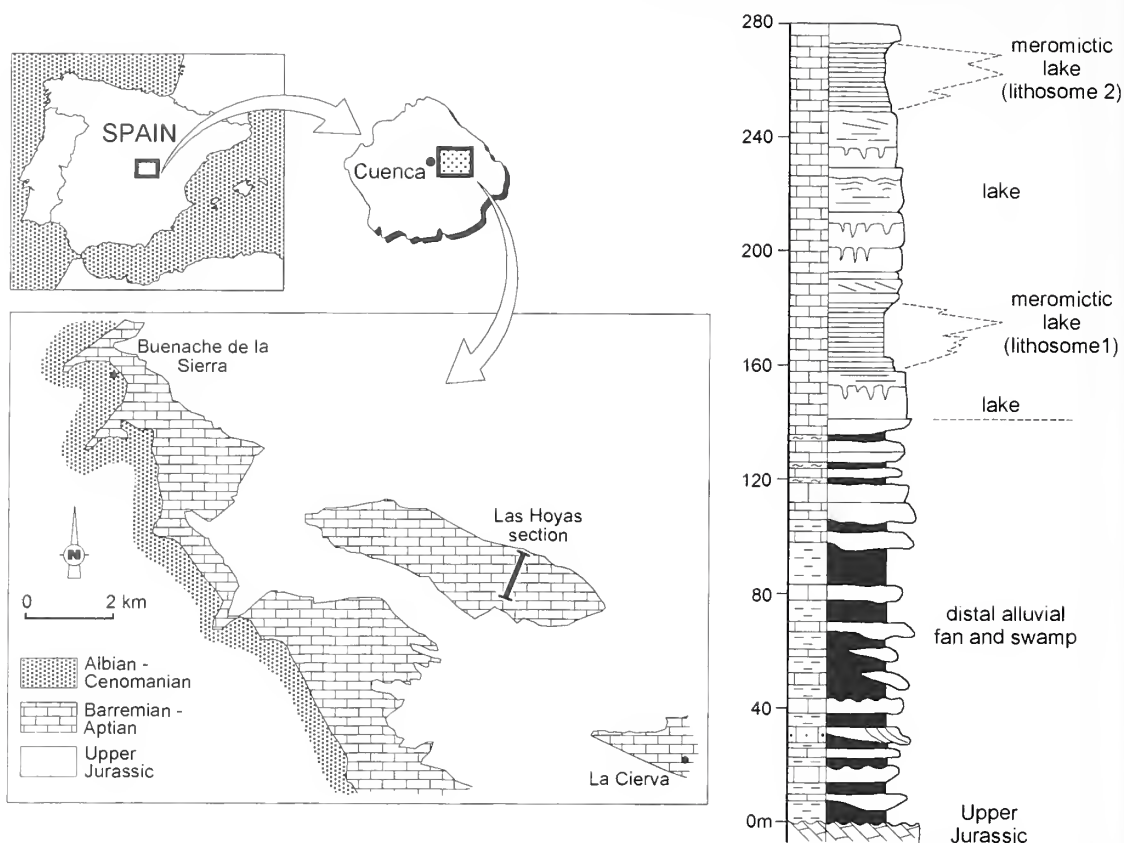 SPAIN
Cuenca
Buenache de la
Sierra
Las Hoyas
section
N
0 2 km
Albian -
Cenomanian
Barremian -
Aptian
Upper
Jurassic
La Cierva
280
240
200
160
120
80
40
0m
meromictic
lake
(lithosome 2)
lake
meromictic
lake
(lithosome1)
lake
distal alluvial
fan and swamp
Upper
Jurassic